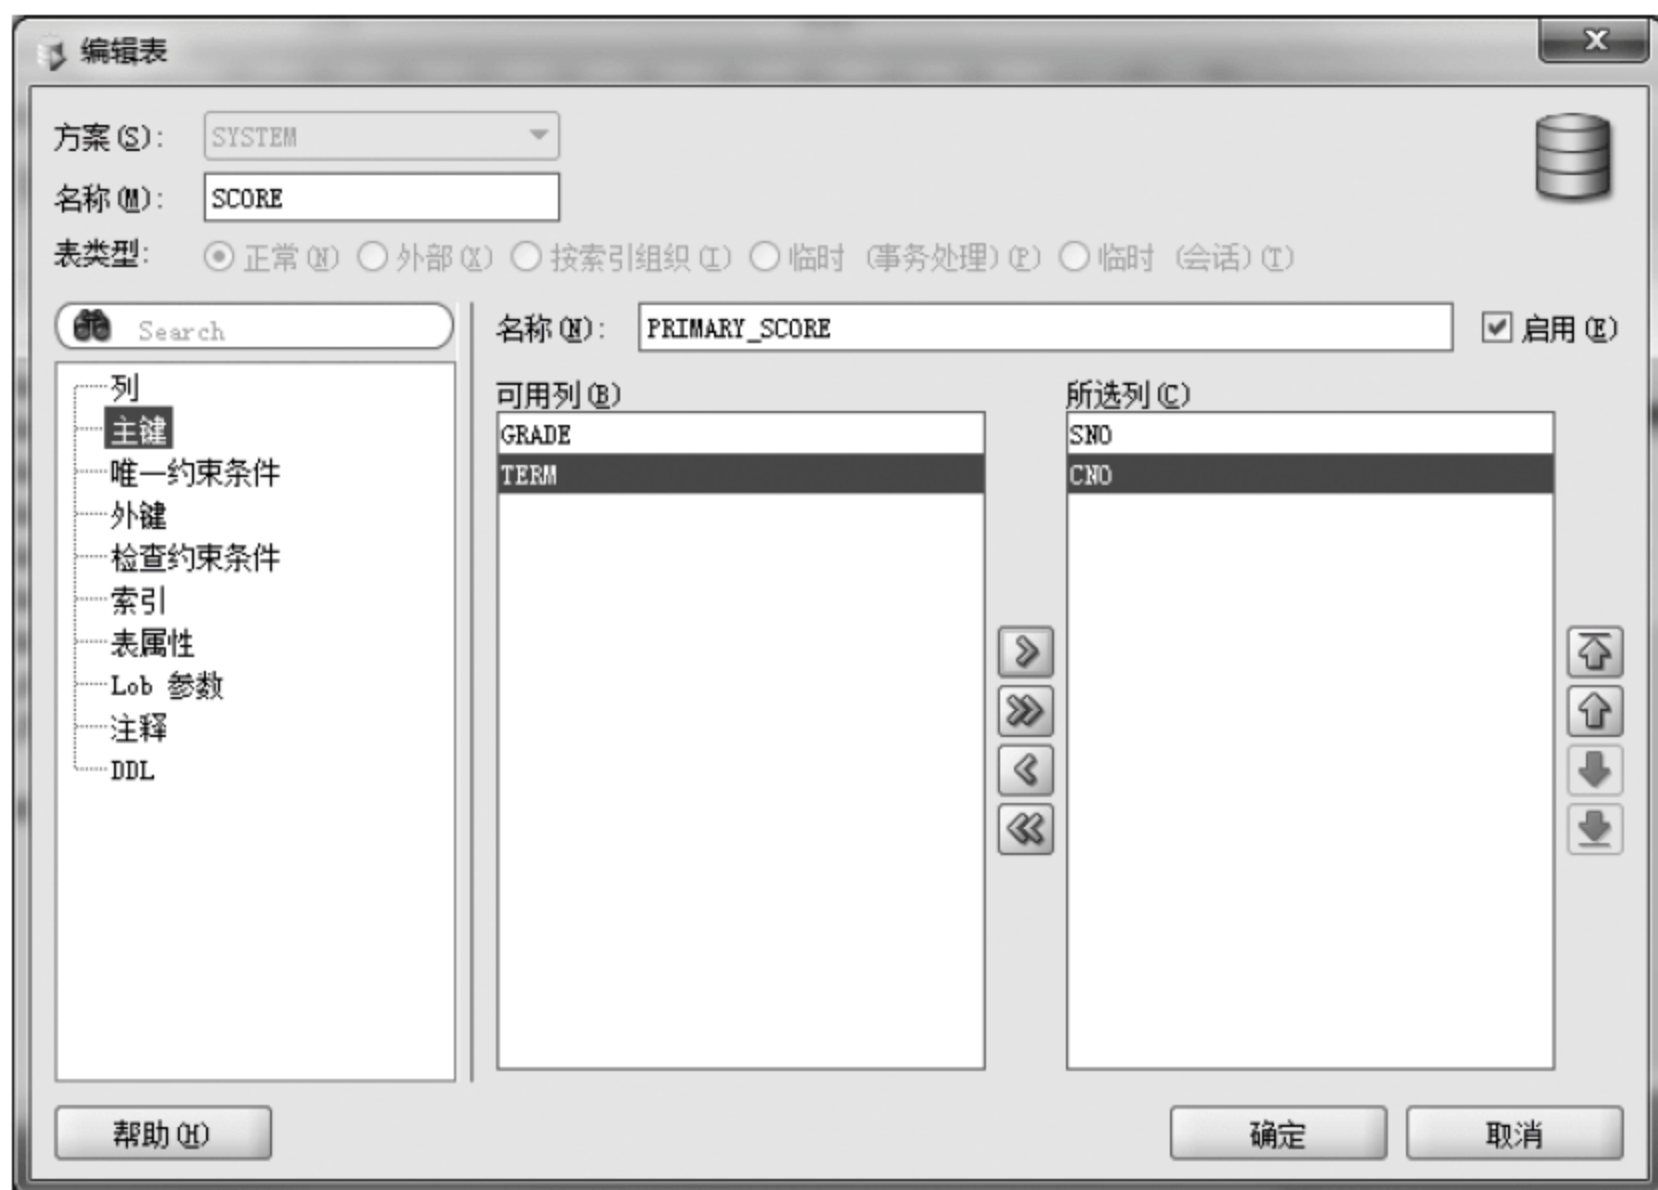 编辑表
方案(S): SYSTEM
名称(M): SCORE
表类型: 正常(N) 外部(X) 按索引组织(I) 临时 (事务处理)(P) 临时 (会话)(T)
Search
列
主键
唯一约束条件
外键
检查约束条件
索引
表属性
Lob 参数
注释
DDL
名称(N): PRIMARY_SCORE 启用(E)
可用列(B)
GRADE
TERM
所选列(C)
SNO
CNO
帮助(H) 确定 取消